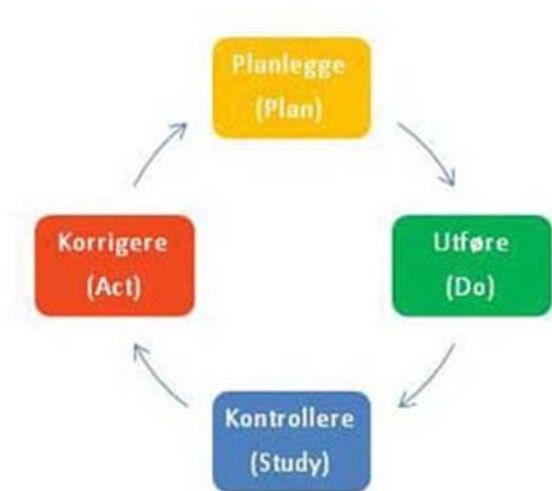 Planlegge
(Plan)
Korrigere
(Act)
Utføre
(Do)
Kontrollere
(Study)